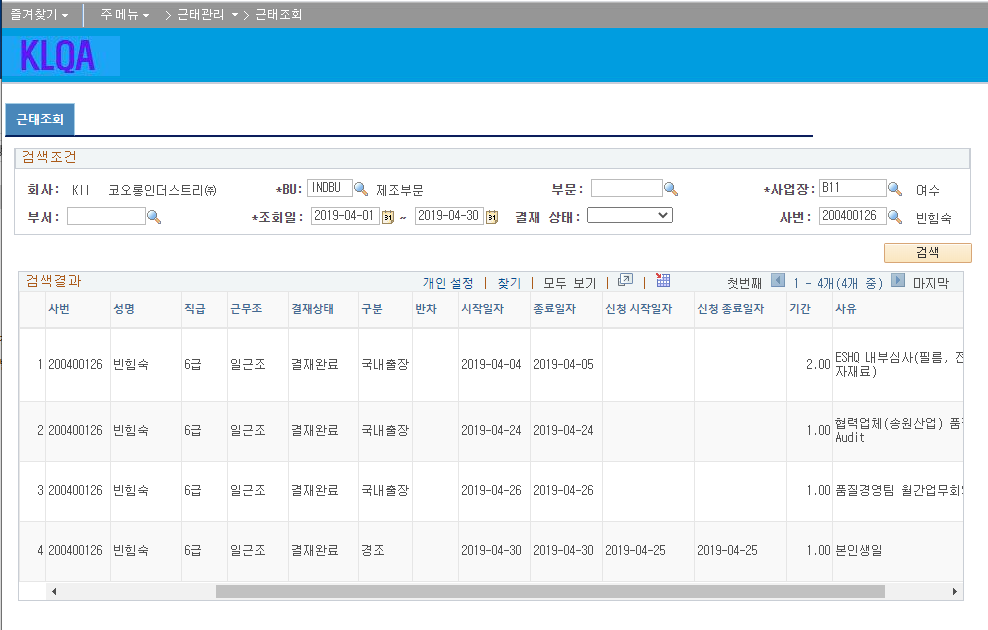 즐겨찾기 주 메뉴 > 근태관리 > 근태조회
KLQA
근태조회
검색조건
회사: KII 코오롱인더스트리㈜ *BU: INDBU 제조부문 부문: *사업장: B11 여수
부서: *조회일: 2019-04-01 ~ 2019-04-30 결재 상태: 사번: 200400126 빈힘숙
검색
검색결과 개인 설정 | 찾기 | 모두 보기 | | 첫번째 1 - 4개(4개 중) 마지막
사번 성명 직급 근무조 결재상태 구분 반차 시작일자 종료일자 신청 시작일자 신청 종료일자 기간 사유
1 200400126 빈힘숙 6급 일근조 결재완료 국내출장 2019-04-04 2019-04-05 2.00 ESHQ 내부심사(필름, 전
자재료)
2 200400126 빈힘숙 6급 일근조 결재완료 국내출장 2019-04-24 2019-04-24 1.00 협력업체(송원산업) 품
Audit
3 200400126 빈힘숙 6급 일근조 결재완료 국내출장 2019-04-26 2019-04-26 1.00 품질경영팀 월간업무회
4 200400126 빈힘숙 6급 일근조 결재완료 경조 2019-04-30 2019-04-30 2019-04-25 2019-04-25 1.00 본인생일